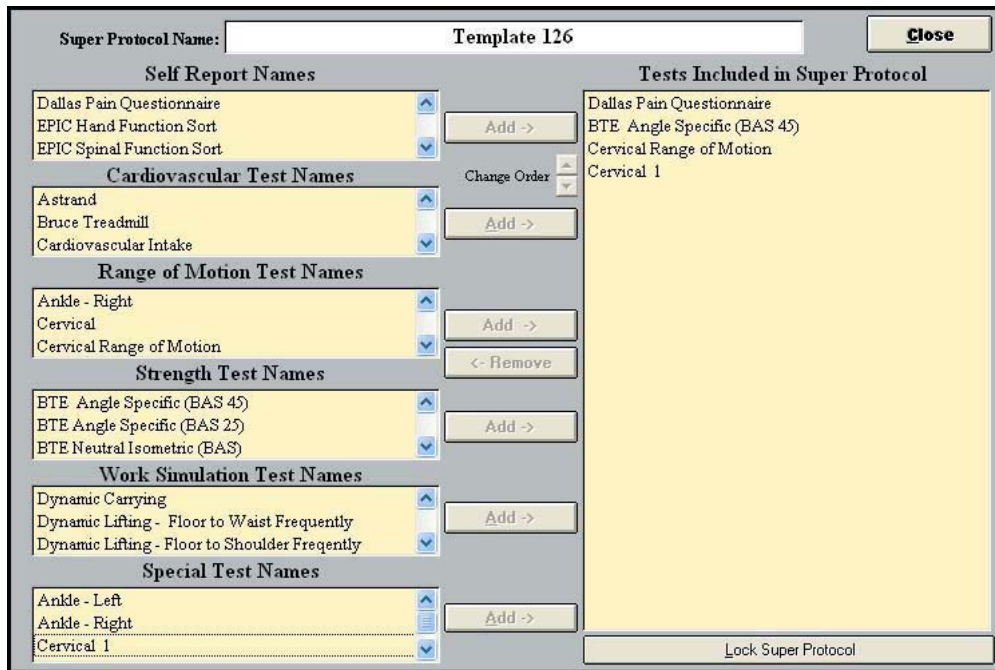 Super Protocol Name: Template 126 Close
Self Report Names
Dallas Pain Questionnaire
EPIC Hand Function Sort
EPIC Spinal Function Sort
Add ->
Cardiovascular Test Names
Astrand
Bruce Treadmill
Cardiovascular Intake
Change Order
Add ->
Range of Motion Test Names
Ankle - Right
Cervical
Cervical Range of Motion
Add ->
<- Remove
Strength Test Names
BTE Angle Specific (BAS 45)
BTE Angle Specific (BAS 25)
BTE Neutral Isometric (BAS)
Add ->
Work Simulation Test Names
Dynamic Carrying
Dynamic Lifting - Floor to Waist Frequently
Dynamic Lifting - Floor to Shoulder Freqently
Add ->
Special Test Names
Ankle - Left
Ankle - Right
Cervical 1
Add ->
Tests Included in Super Protocol
Dallas Pain Questionnaire
BTE Angle Specific (BAS 45)
Cervical Range of Motion
Cervical 1
Lock Super Protocol